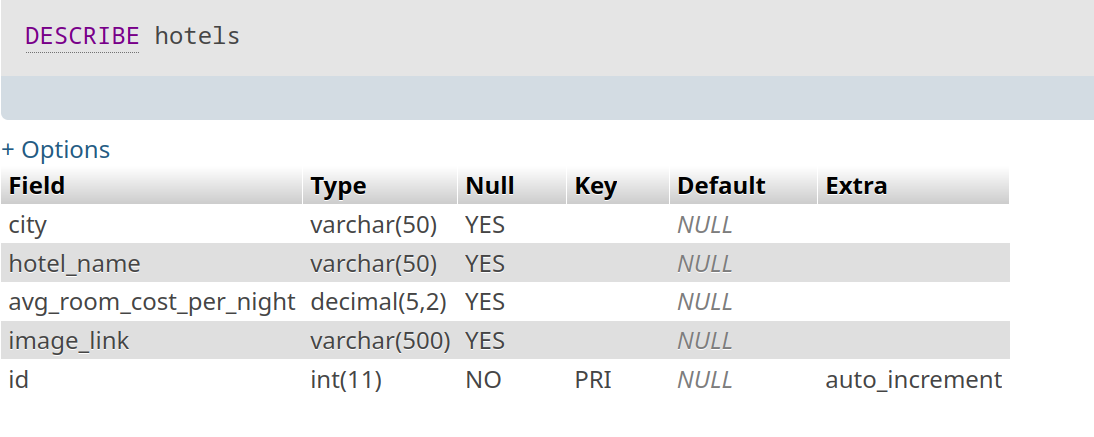 DESCRIBE hotels
+ Options
Field Type Null Key Default Extra
city varchar(50) YES NULL
hotel_name varchar(50) YES NULL
avg_room_cost_per_night decimal(5,2) YES NULL
image_link varchar(500) YES NULL
id int(11) NO PRI NULL auto_increment